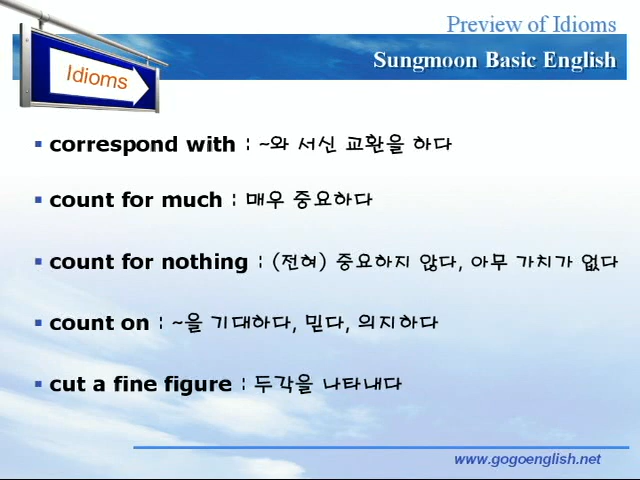 Preview of Idioms
Sungmoon Basic English
Idioms
correspond with : ~와 서신 교환을 하다
count for much : 매우 중요하다
count for nothing : (전혀) 중요하지 않다, 아무 가치가 없다
count on : ~을 기대하다, 믿다, 의지하다
cut a fine figure : 두각을 나타내다
www.gogoenglish.net